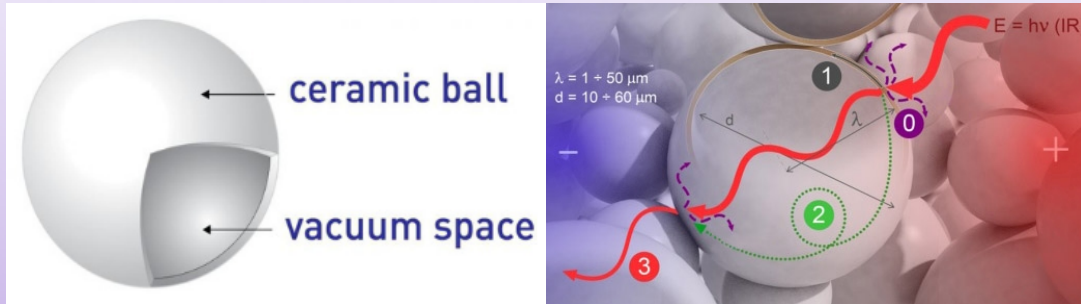 ceramic ball
vacuum space
E = hν (IR
λ = 1 ÷ 50 μm
d = 10 ÷ 60 μm
1
0
d
λ
−
+
2
3